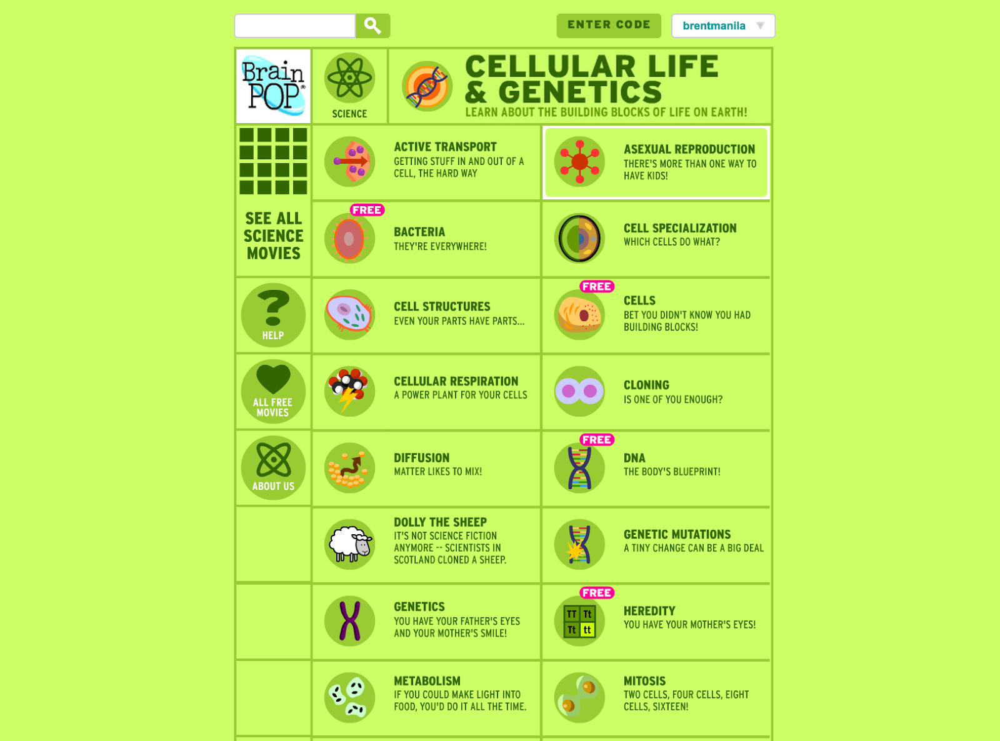 ENTER CODE
brentmanila
Brain
POP®
SCIENCE
CELLULAR LIFE
& GENETICS
LEARN ABOUT THE BUILDING BLOCKS OF LIFE ON EARTH!
SEE ALL
SCIENCE
MOVIES
HELP
ALL FREE
MOVIES
ABOUT US
ACTIVE TRANSPORT
GETTING STUFF IN AND OUT OF A
CELL, THE HARD WAY
ASEXUAL REPRODUCTION
THERE'S MORE THAN ONE WAY TO
HAVE KIDS!
FREE
BACTERIA
THEY'RE EVERYWHERE!
CELL SPECIALIZATION
WHICH CELLS DO WHAT?
CELL STRUCTURES
EVEN YOUR PARTS HAVE PARTS...
FREE
CELLS
BET YOU DIDN'T KNOW YOU HAD
BUILDING BLOCKS!
CELLULAR RESPIRATION
A POWER PLANT FOR YOUR CELLS
CLONING
IS ONE OF YOU ENOUGH?
DIFFUSION
MATTER LIKES TO MIX!
FREE
DNA
THE BODY'S BLUEPRINT!
DOLLY THE SHEEP
IT'S NOT SCIENCE FICTION
ANYMORE -- SCIENTISTS IN
SCOTLAND CLONED A SHEEP.
GENETIC MUTATIONS
A TINY CHANGE CAN BE A BIG DEAL
GENETICS
YOU HAVE YOUR FATHER'S EYES
AND YOUR MOTHER'S SMILE!
FREE
TT Tt
Tt tt
HEREDITY
YOU HAVE YOUR MOTHER'S EYES!
METABOLISM
IF YOU COULD MAKE LIGHT INTO
FOOD, YOU'D DO IT ALL THE TIME.
MITOSIS
TWO CELLS, FOUR CELLS, EIGHT
CELLS, SIXTEEN!